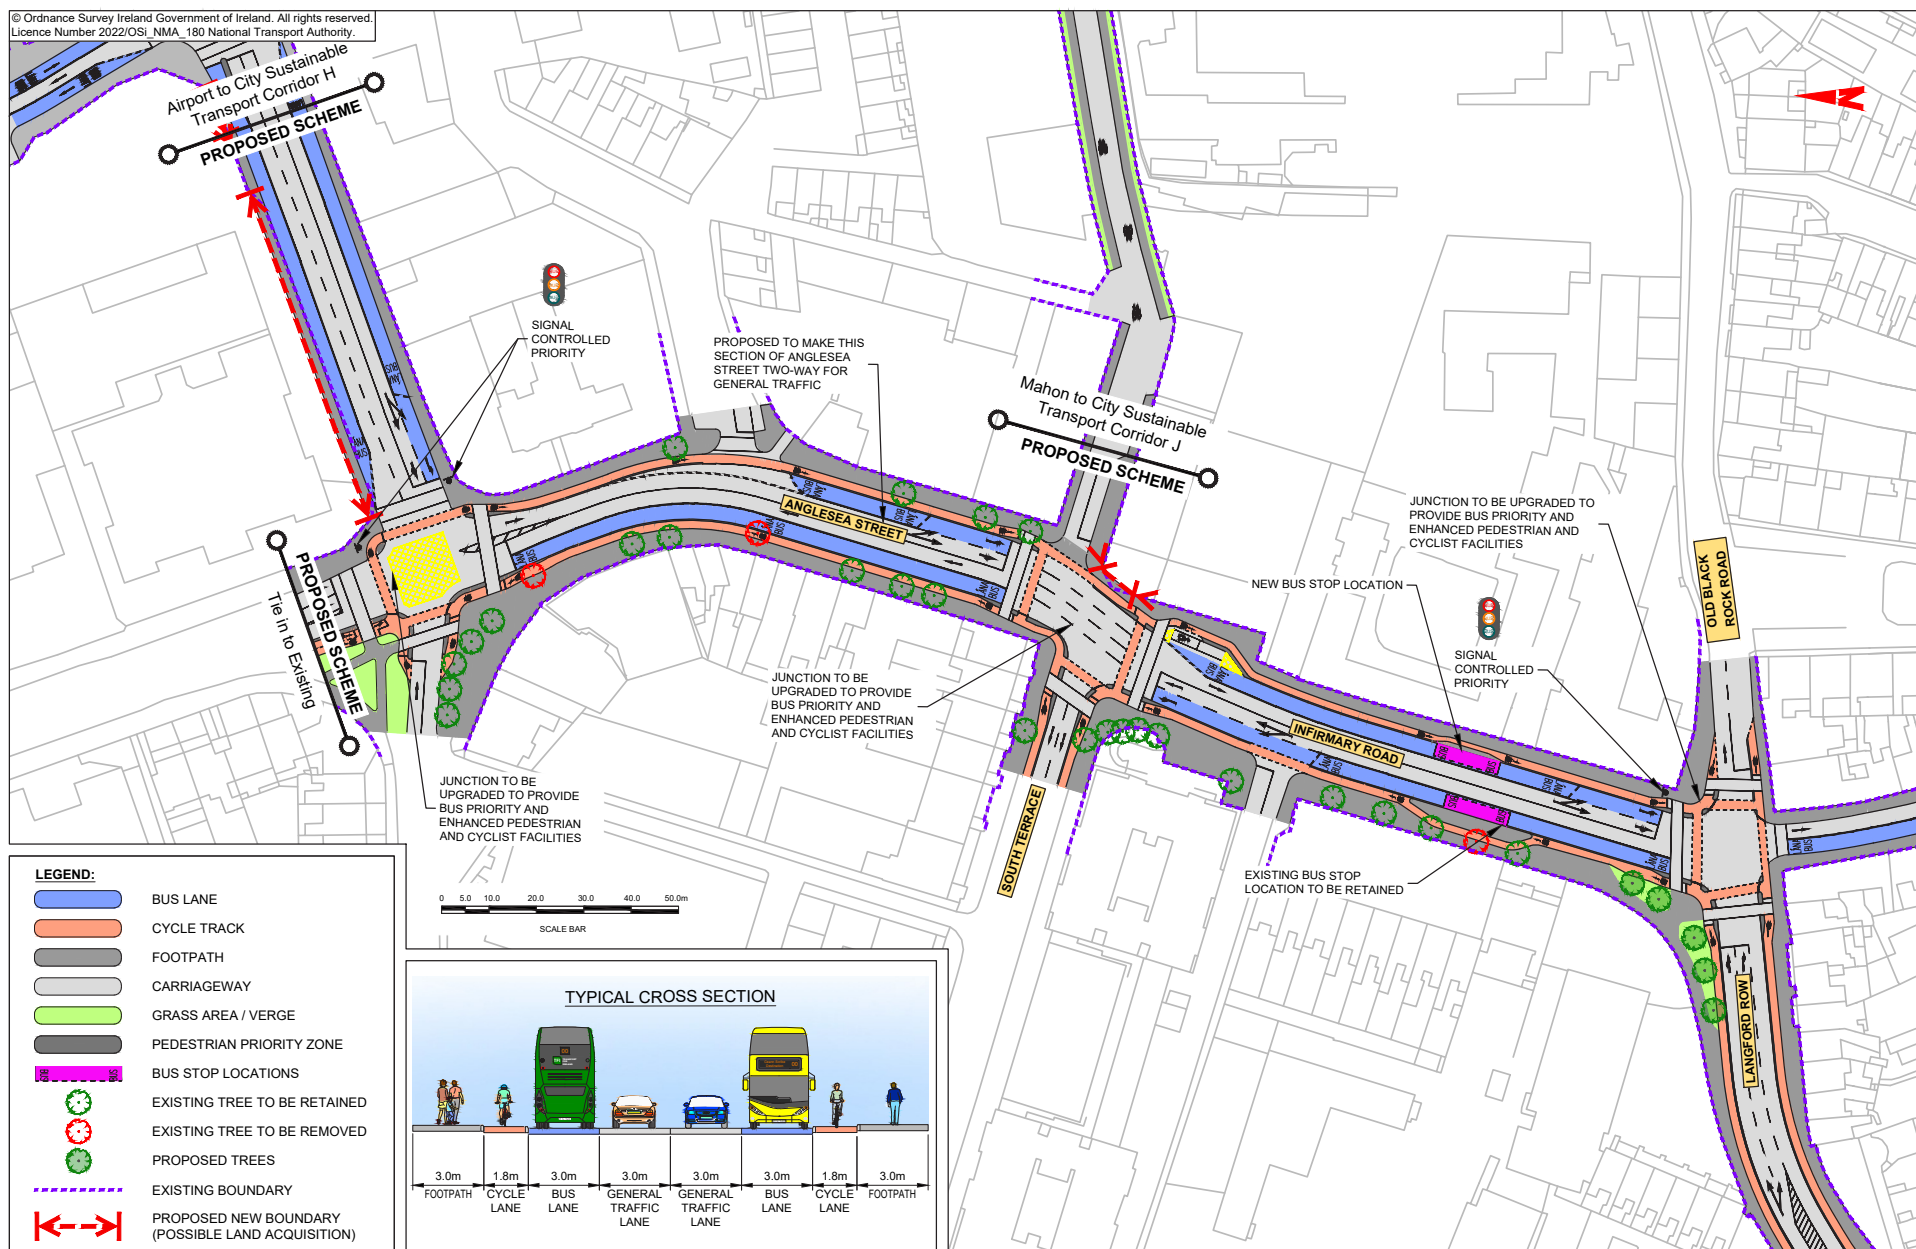 © Ordnance Survey Ireland Government of Ireland. All rights reserved.
Licence Number 2022/OSi_NMA_180 National Transport Authority.
Airport to City Sustainable
Transport Corridor H
PROPOSED SCHEME
N
SIGNAL
CONTROLLED
PRIORITY
PROPOSED TO MAKE THIS
SECTION OF ANGLESEA
STREET TWO-WAY FOR
GENERAL TRAFFIC
Mahon to City Sustainable
Transport Corridor J
PROPOSED SCHEME
ANGLESEA STREET
JUNCTION TO BE UPGRADED TO
PROVIDE BUS PRIORITY AND
ENHANCED PEDESTRIAN AND
CYCLIST FACILITIES
NEW BUS STOP LOCATION
OLD BLACK
ROCK ROAD
SIGNAL
CONTROLLED
PRIORITY
PROPOSED SCHEME
Tie in to Existing
JUNCTION TO BE
UPGRADED TO PROVIDE
BUS PRIORITY AND
ENHANCED PEDESTRIAN
AND CYCLIST FACILITIES
INFIRMARY ROAD
JUNCTION TO BE
UPGRADED TO PROVIDE
BUS PRIORITY AND
ENHANCED PEDESTRIAN
AND CYCLIST FACILITIES
SOUTH TERRACE
EXISTING BUS STOP
LOCATION TO BE RETAINED
LANGFORD ROW
BUS
LANE
0 5.0 10.0 20.0 30.0 40.0 50.0m
SCALE BAR
LEGEND:
BUS LANE
CYCLE TRACK
FOOTPATH
CARRIAGEWAY
GRASS AREA / VERGE
PEDESTRIAN PRIORITY ZONE
BUS STOP LOCATIONS
EXISTING TREE TO BE RETAINED
EXISTING TREE TO BE REMOVED
PROPOSED TREES
EXISTING BOUNDARY
PROPOSED NEW BOUNDARY
(POSSIBLE LAND ACQUISITION)
TYPICAL CROSS SECTION
3.0m 1.8m 3.0m 3.0m 3.0m 3.0m 1.8m 3.0m
FOOTPATH CYCLE BUS GENERAL GENERAL BUS CYCLE FOOTPATH
LANE LANE TRAFFIC TRAFFIC LANE LANE
LANE LANE